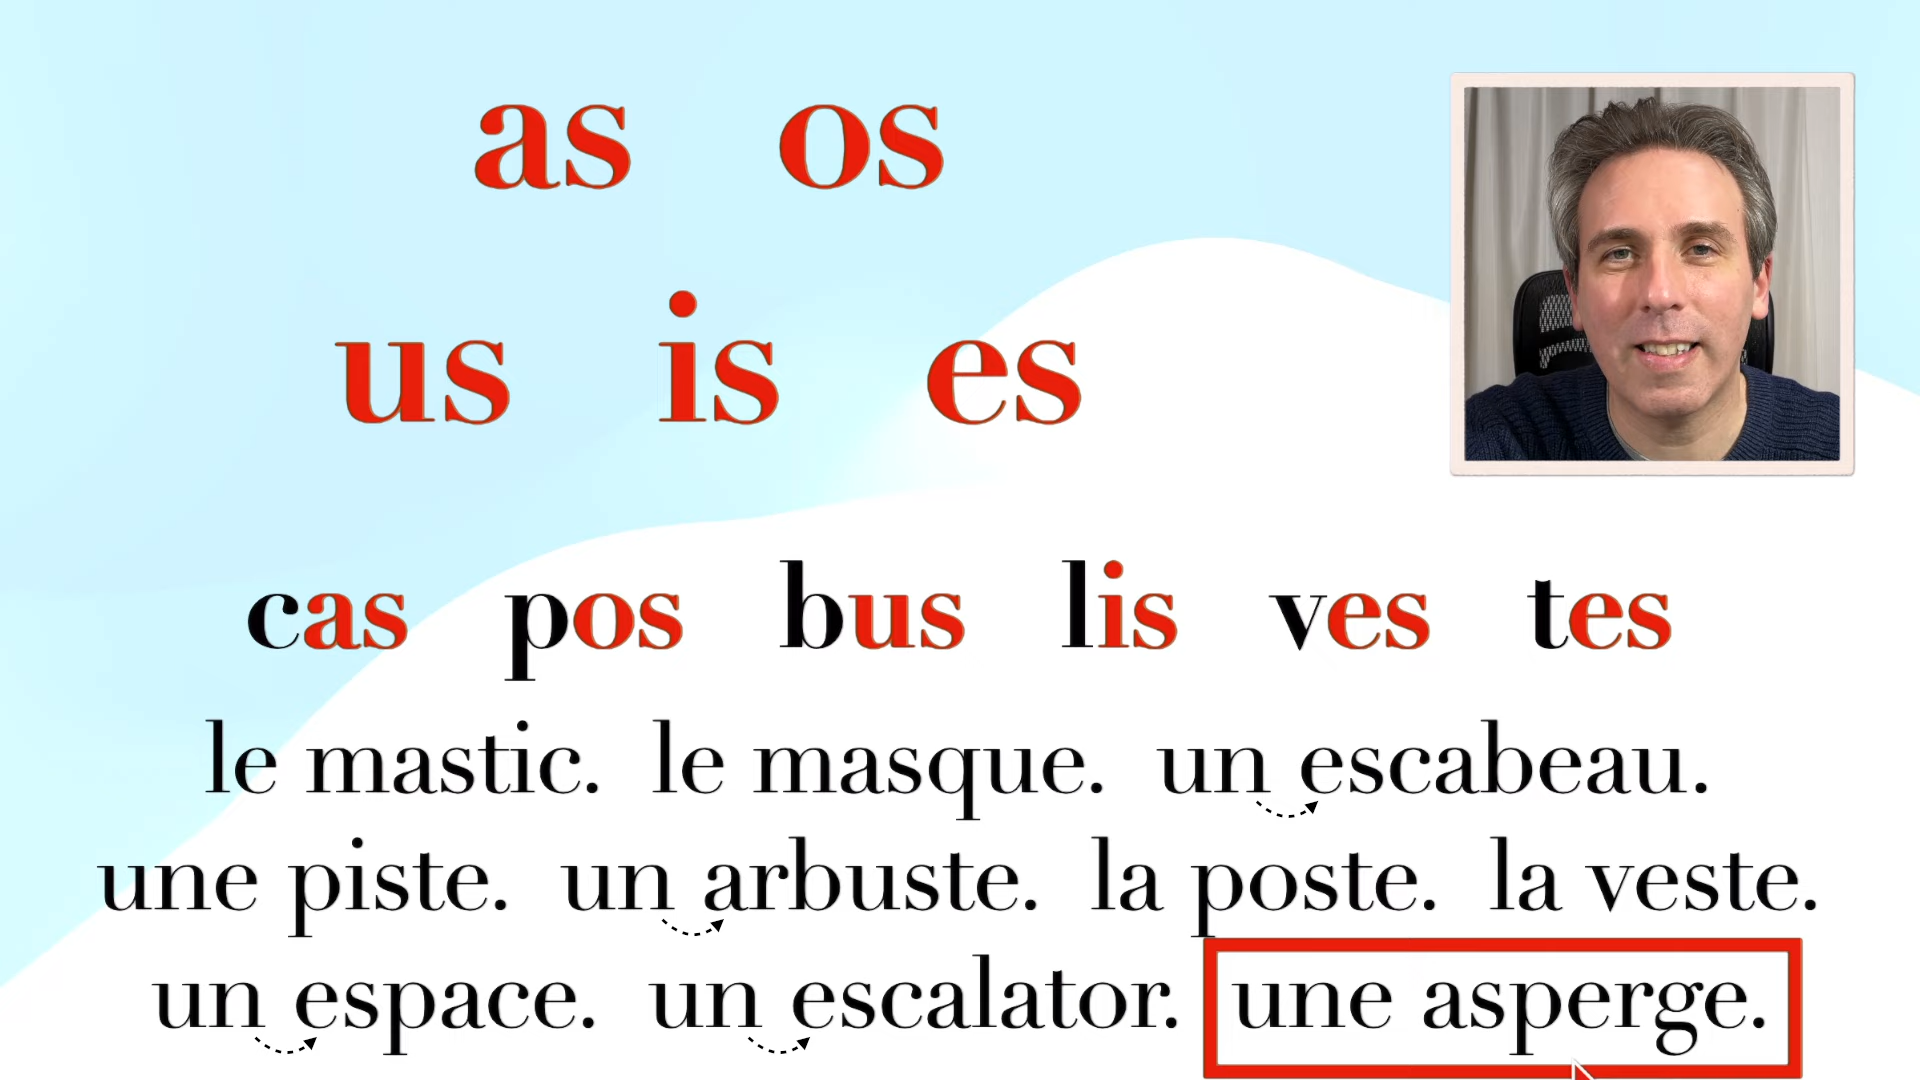 as os
us is es
cas pos bus lis ves tes
le mastic. le masque. un escabeau.
une piste. un arbuste. la poste. la veste.
un espace. un escalator. une asperge.